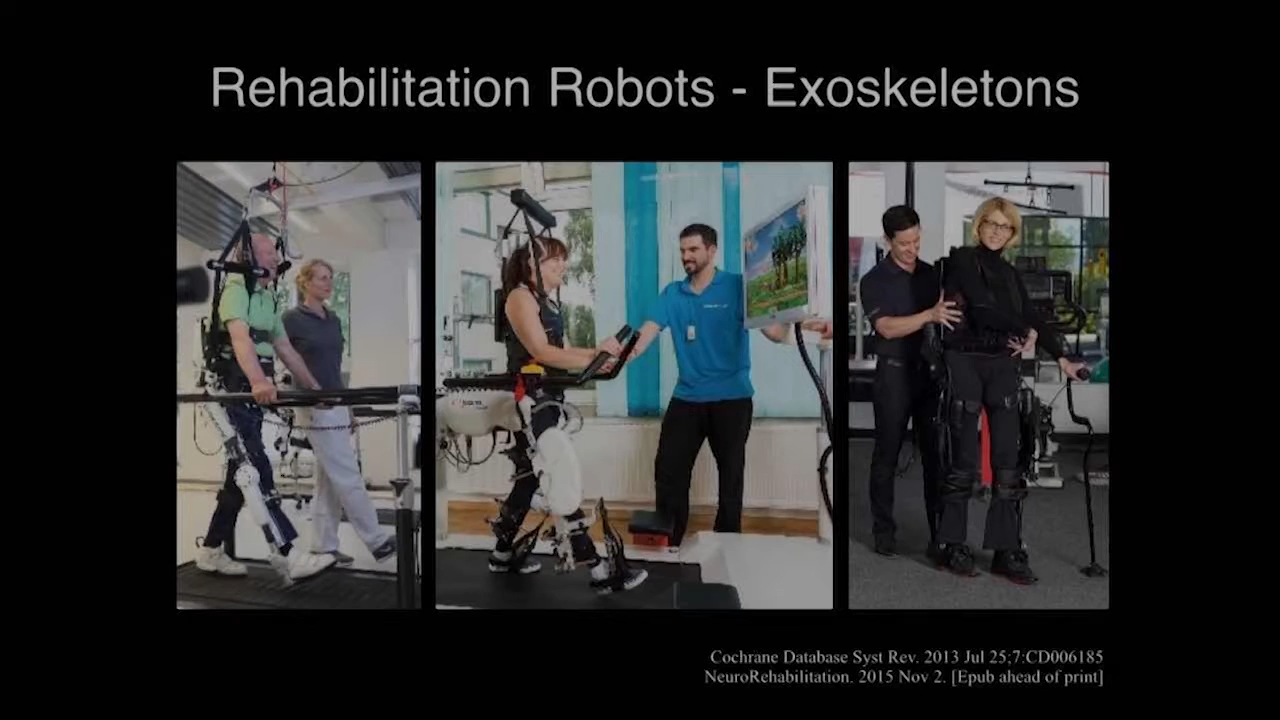 Rehabilitation Robots - Exoskeletons
Cochrane Database Syst Rev. 2013 Jul 25;7:CD006185
NeuroRehabilitation. 2015 Nov 2. [Epub ahead of print]